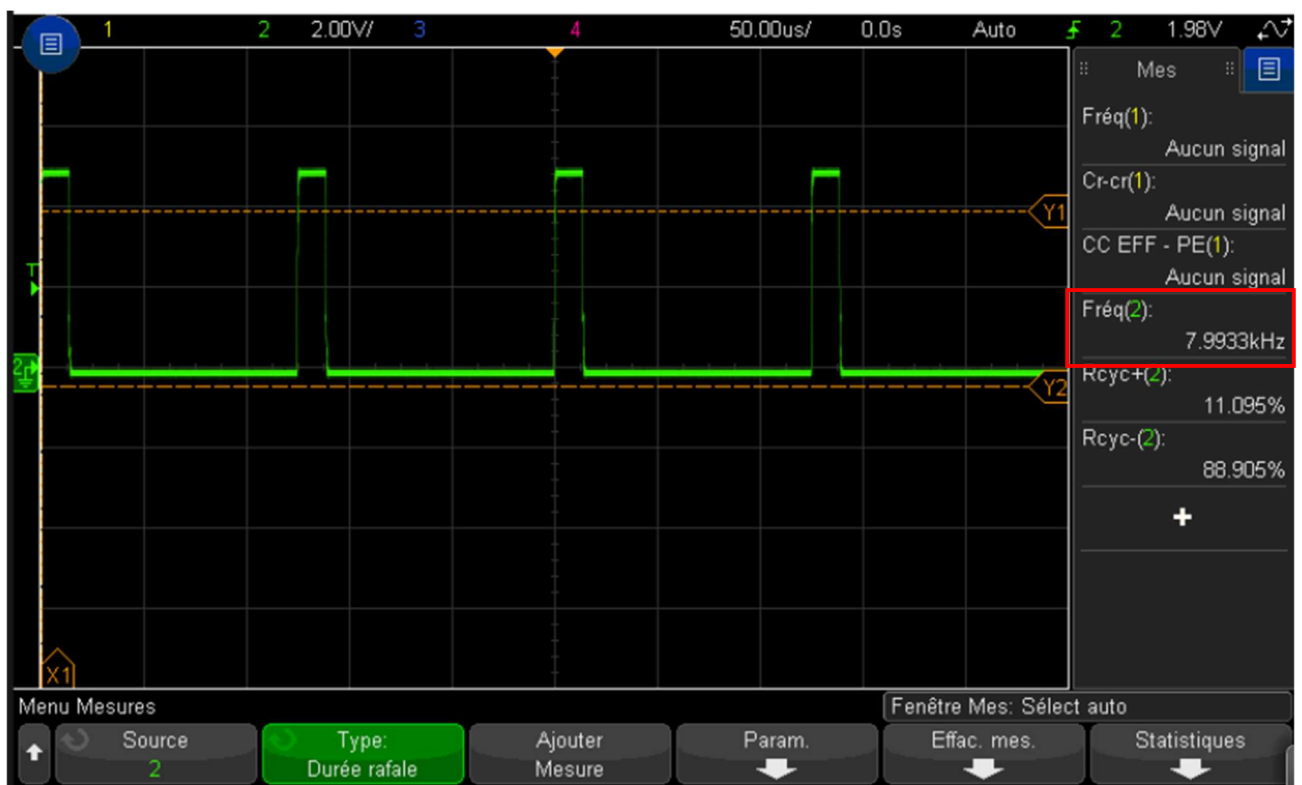 1 2 2.00V/ 3 4 50.00us/ 0.0s Auto 2 1.98V
Mes
Fréq(1):
Aucun signal
Cr-cr(1):
Aucun signal
CC EFF - PE(1):
Aucun signal
Fréq(2):
7.9933kHz
Rcyc+(2):
11.095%
Rcyc-(2):
88.905%
+
Y1
T
2
Y2
X1
Menu Mesures
Fenêtre Mes: Sélect auto
Source
2
Type:
Durée rafale
Ajouter
Mesure
Param.
Effac. mes.
Statistiques